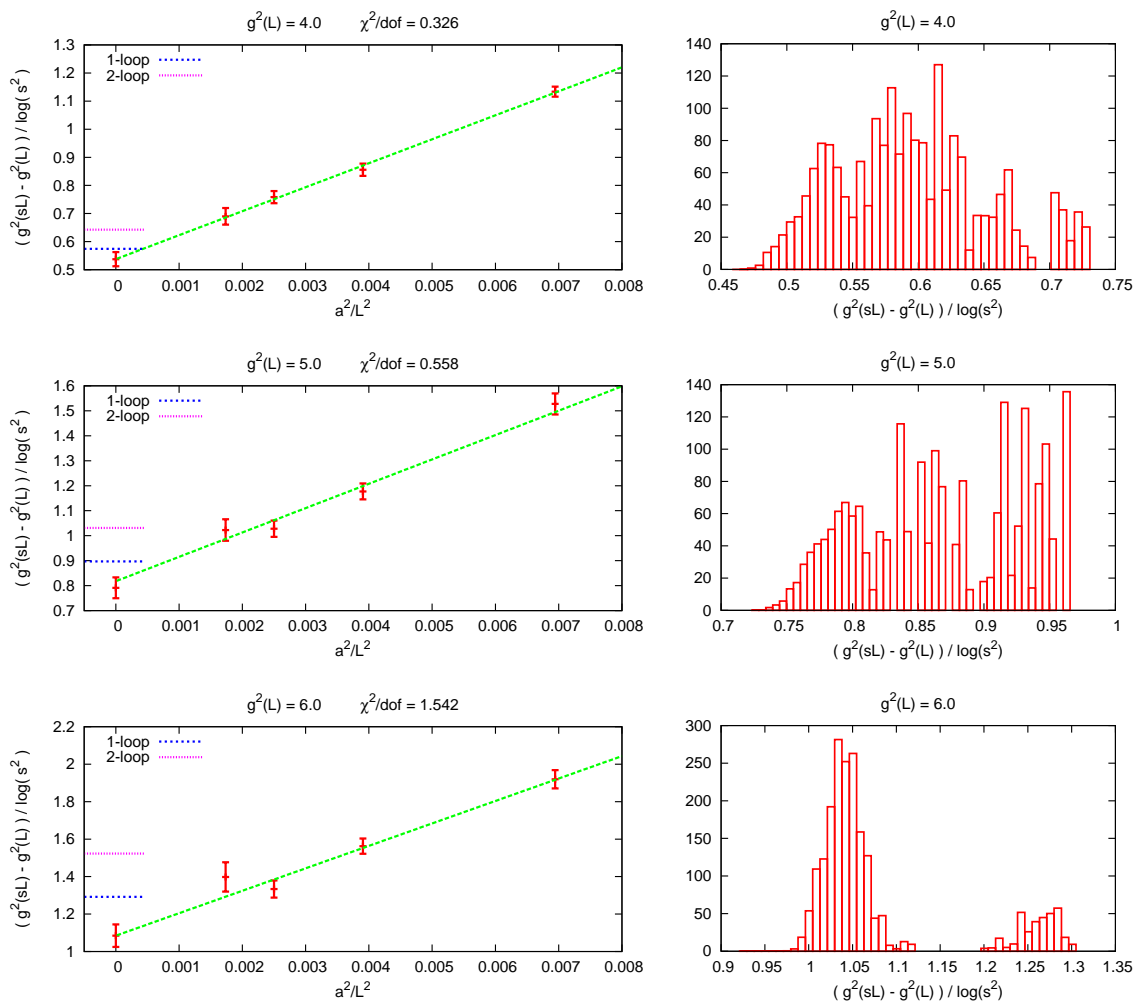 g²(L) = 4.0 χ²/dof = 0.326
( g²(sL) - g²(L) ) / log( s² )
1.3
1.2
1.1
1
0.9
0.8
0.7
0.6
0.5
1-loop
2-loop
0 0.001 0.002 0.003 0.004 0.005 0.006 0.007 0.008
a²/L²
g²(L) = 4.0
140
120
100
80
60
40
20
0
0.45 0.5 0.55 0.6 0.65 0.7 0.75
( g²(sL) - g²(L) ) / log(s²)
g²(L) = 5.0 χ²/dof = 0.558
( g²(sL) - g²(L) ) / log( s² )
1.6
1.5
1.4
1.3
1.2
1.1
1
0.9
0.8
0.7
1-loop
2-loop
0 0.001 0.002 0.003 0.004 0.005 0.006 0.007 0.008
a²/L²
g²(L) = 5.0
140
120
100
80
60
40
20
0
0.7 0.75 0.8 0.85 0.9 0.95 1
( g²(sL) - g²(L) ) / log(s²)
g²(L) = 6.0 χ²/dof = 1.542
( g²(sL) - g²(L) ) / log( s² )
2.2
2
1.8
1.6
1.4
1.2
1
1-loop
2-loop
0 0.001 0.002 0.003 0.004 0.005 0.006 0.007 0.008
a²/L²
g²(L) = 6.0
300
250
200
150
100
50
0
0.9 0.95 1 1.05 1.1 1.15 1.2 1.25 1.3 1.35
( g²(sL) - g²(L) ) / log(s²)